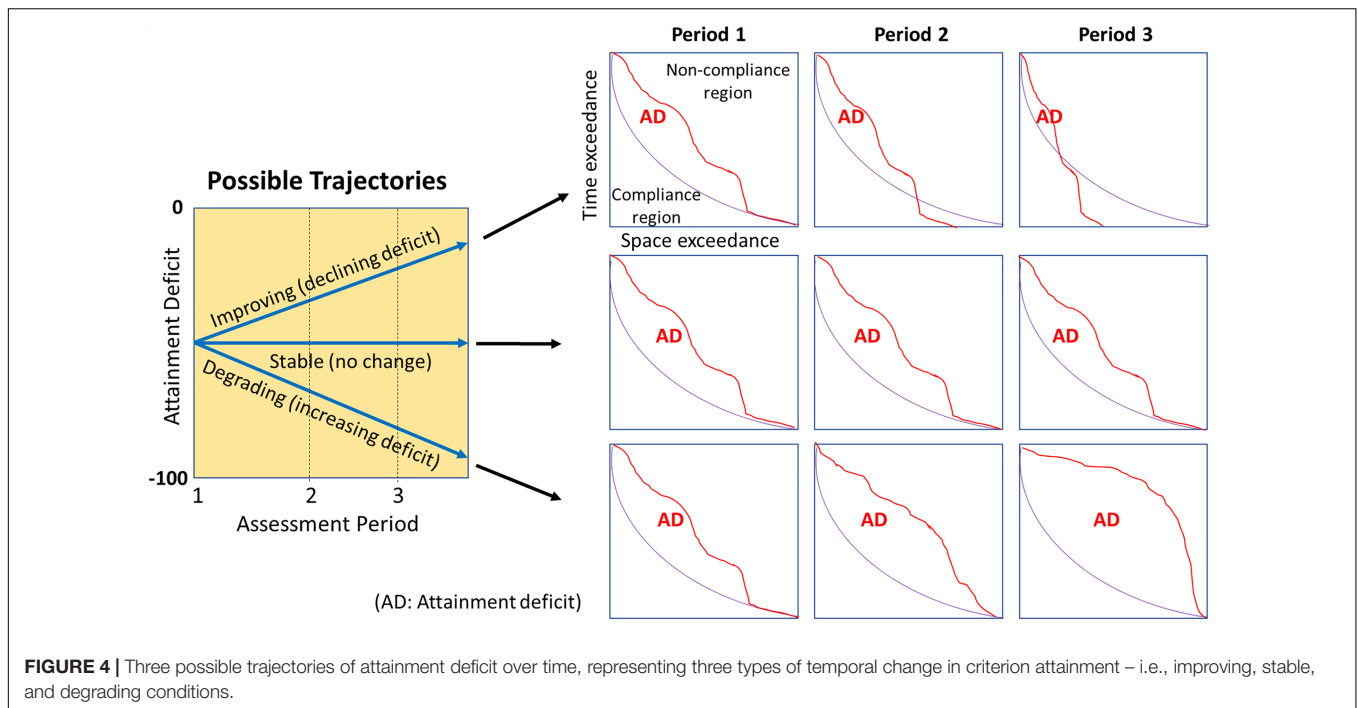 Period 1
Period 2
Period 3
Non-compliance
region
AD
AD
AD
Time exceedance
Compliance
region
Space exceedance
Possible Trajectories
0
Attainment Deficit
-100
Improving (declining deficit)
Stable (no change)
Degrading (increasing deficit)
1
2
3
Assessment Period
AD
AD
AD
AD
AD
AD
(AD: Attainment deficit)
FIGURE 4 | Three possible trajectories of attainment deficit over time, representing three types of temporal change in criterion attainment – i.e., improving, stable,
and degrading conditions.